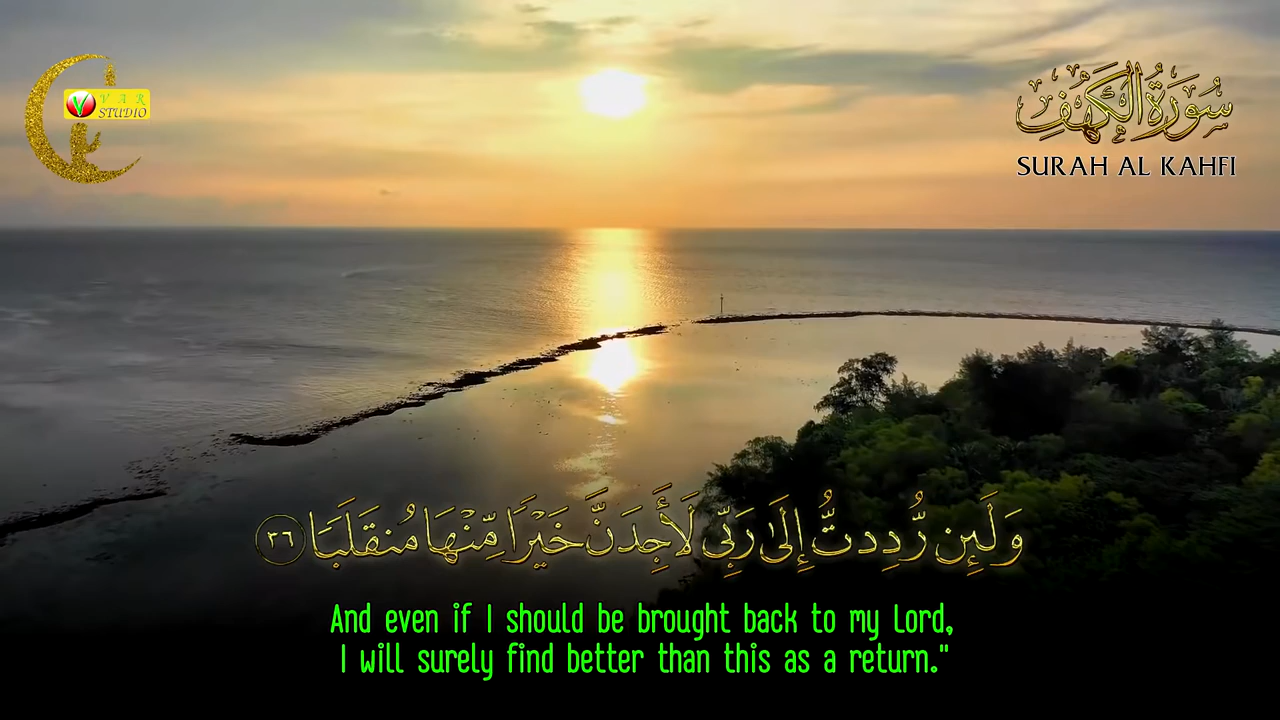 V A R
STUDIO
سُورَةُ الْكَهْفِ
SURAH AL KAHFI
وَلَئِن رُّدِدتُّ إِلَىٰ رَبِّي لَأَجِدَنَّ خَيْرًا مِّنْهَا مُنقَلَبًا ٣٦
And even if I should be brought back to my Lord,
I will surely find better than this as a return."